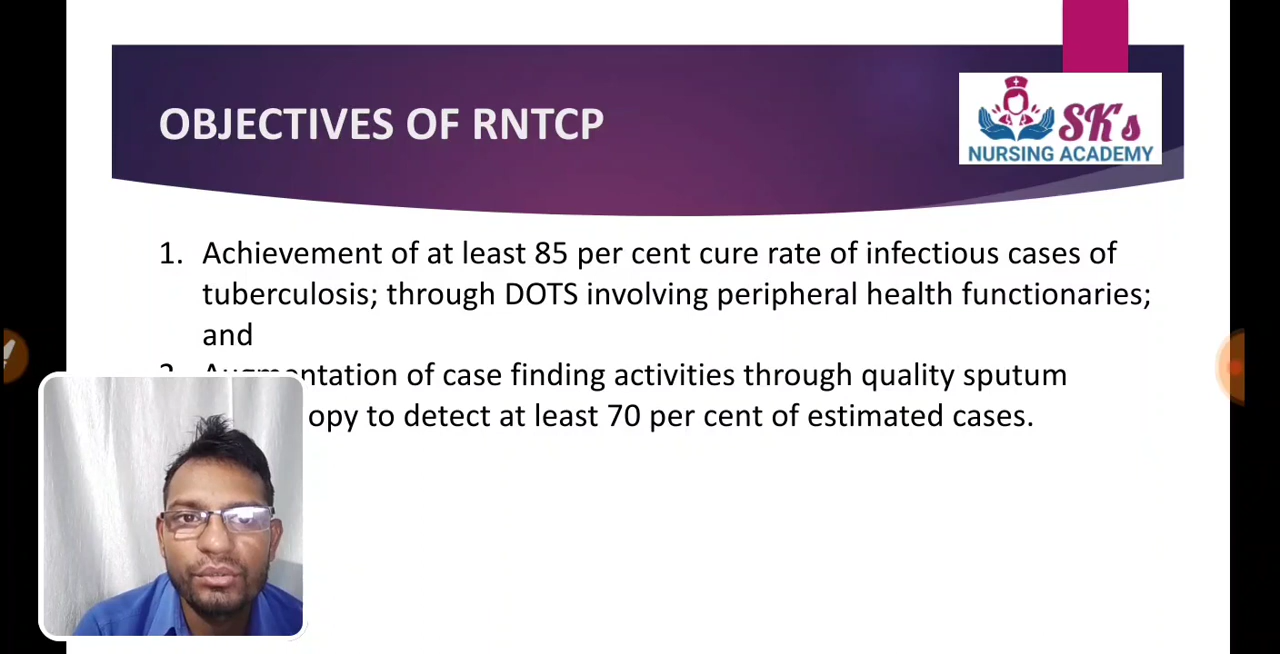 OBJECTIVES OF RNTCP
SK's
NURSING ACADEMY
1. Achievement of at least 85 per cent cure rate of infectious cases of
tuberculosis; through DOTS involving peripheral health functionaries;
and
of case finding activities through quality sputum
to detect at least 70 per cent of estimated cases.